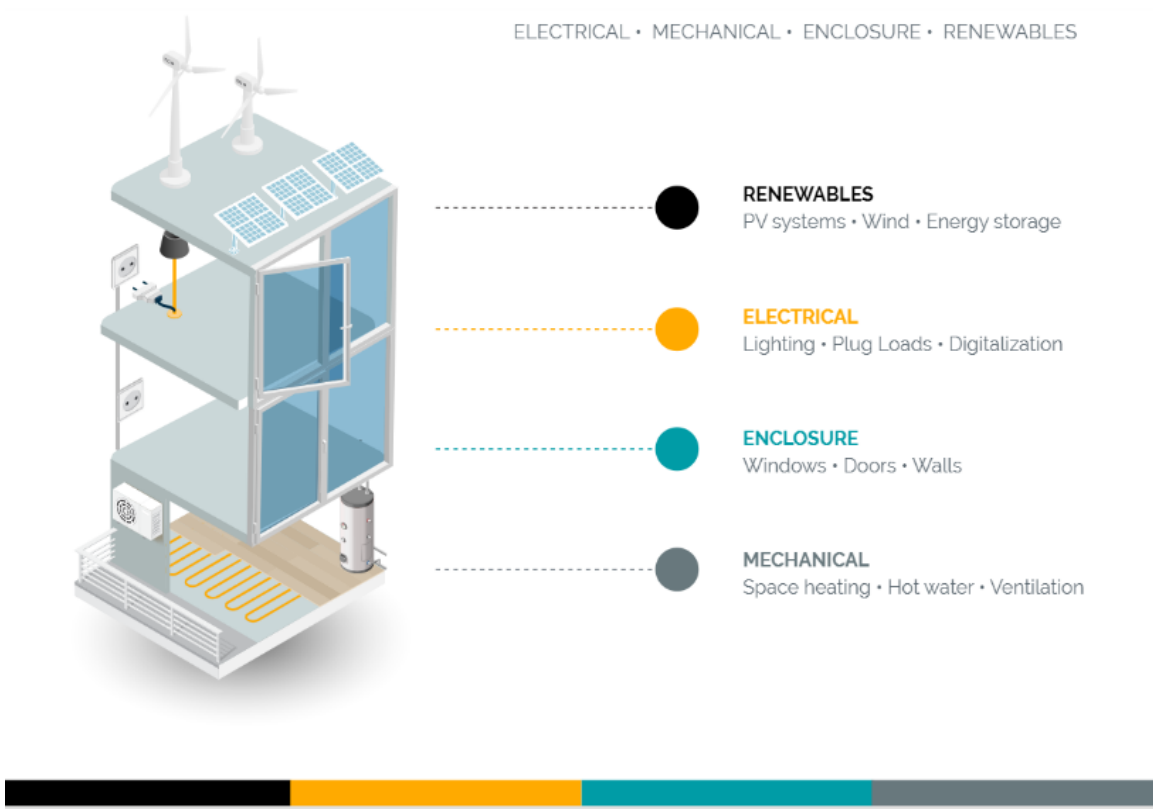 ELECTRICAL • MECHANICAL • ENCLOSURE • RENEWABLES
RENEWABLES
PV systems • Wind • Energy storage
ELECTRICAL
Lighting • Plug Loads • Digitalization
ENCLOSURE
Windows • Doors • Walls
MECHANICAL
Space heating • Hot water • Ventilation